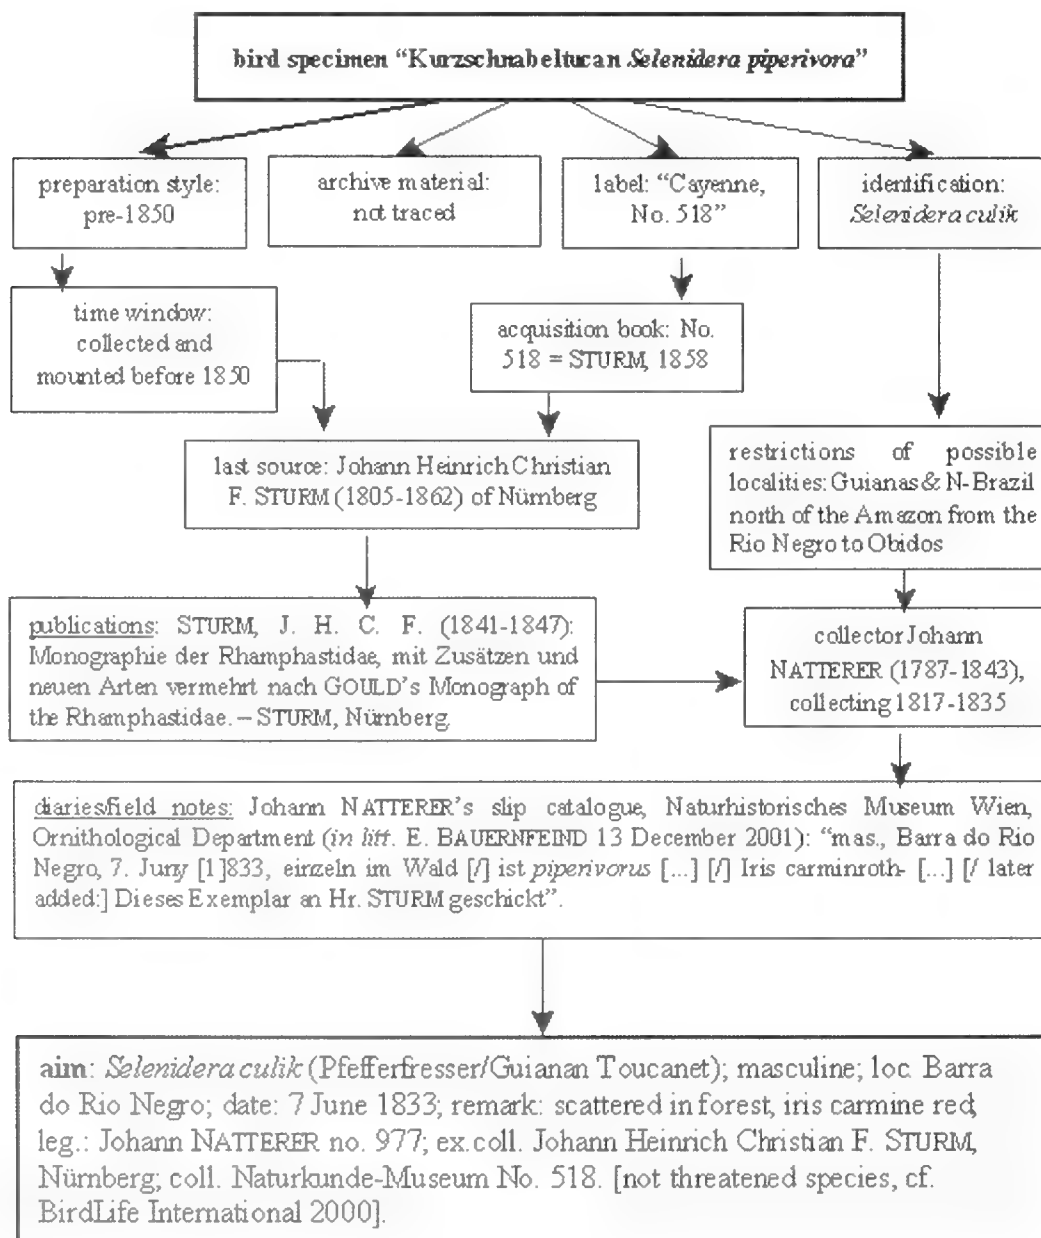 bird specimen “Kurzschnabeltucan Selenidera piperivora”
preparation style:
pre-1850
archive material:
not traced
label: “Cayenne,
No. 518”
identification:
Selenidera culik
time window:
collected and
mounted before 1850
acquisition book: No.
518 = STURM, 1858
last source: Johann Heinrich Christian
F. STURM (1805-1862) of Nürnberg
restrictions of possible
localities: Guianas & N-Brazil
north of the Amazon from the
Rio Negro to Obidos
publications: STURM, J. H. C. F. (1841-1847):
Monographie der Rhamphastidae, mit Zusätzen und
neuen Arten vermehrt nach GOULD’s Monograph of
the Rhamphastidae. – STURM, Nürnberg.
collector Johann
NATTERER (1787-1843),
collecting 1817-1835
diaries/field notes: Johann NATTERER’s slip catalogue, Naturhistorisches Museum Wien,
Ornithological Department (in litt. E. BAUERNFEIND 13 December 2001): “mas., Barra do Rio
Negro, 7. Juny [1]833, einzeln im Wald [/] ist piperivorus [...] [/] Iris carminroth- [...] [/ later
added:] Dieses Exemplar an Hr. STURM geschickt”.
aim: Selenidera culik (Pfefferfresser/Guianan Toucanet); masculine; loc. Barra
do Rio Negro; date: 7 June 1833; remark: scattered in forest, iris carmine red;
leg.: Johann NATTERER no. 977; ex.coll. Johann Heinrich Christian F. STURM,
Nürnberg; coll. Naturkunde-Museum No. 518. [not threatened species, cf.
BirdLife International 2000].